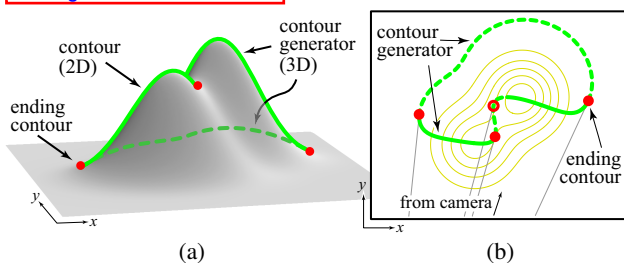 contour
(2D)
contour
generator
(3D)
ending
contour
y
x
(a)
contour
generator
ending
contour
from camera
y
x
(b)